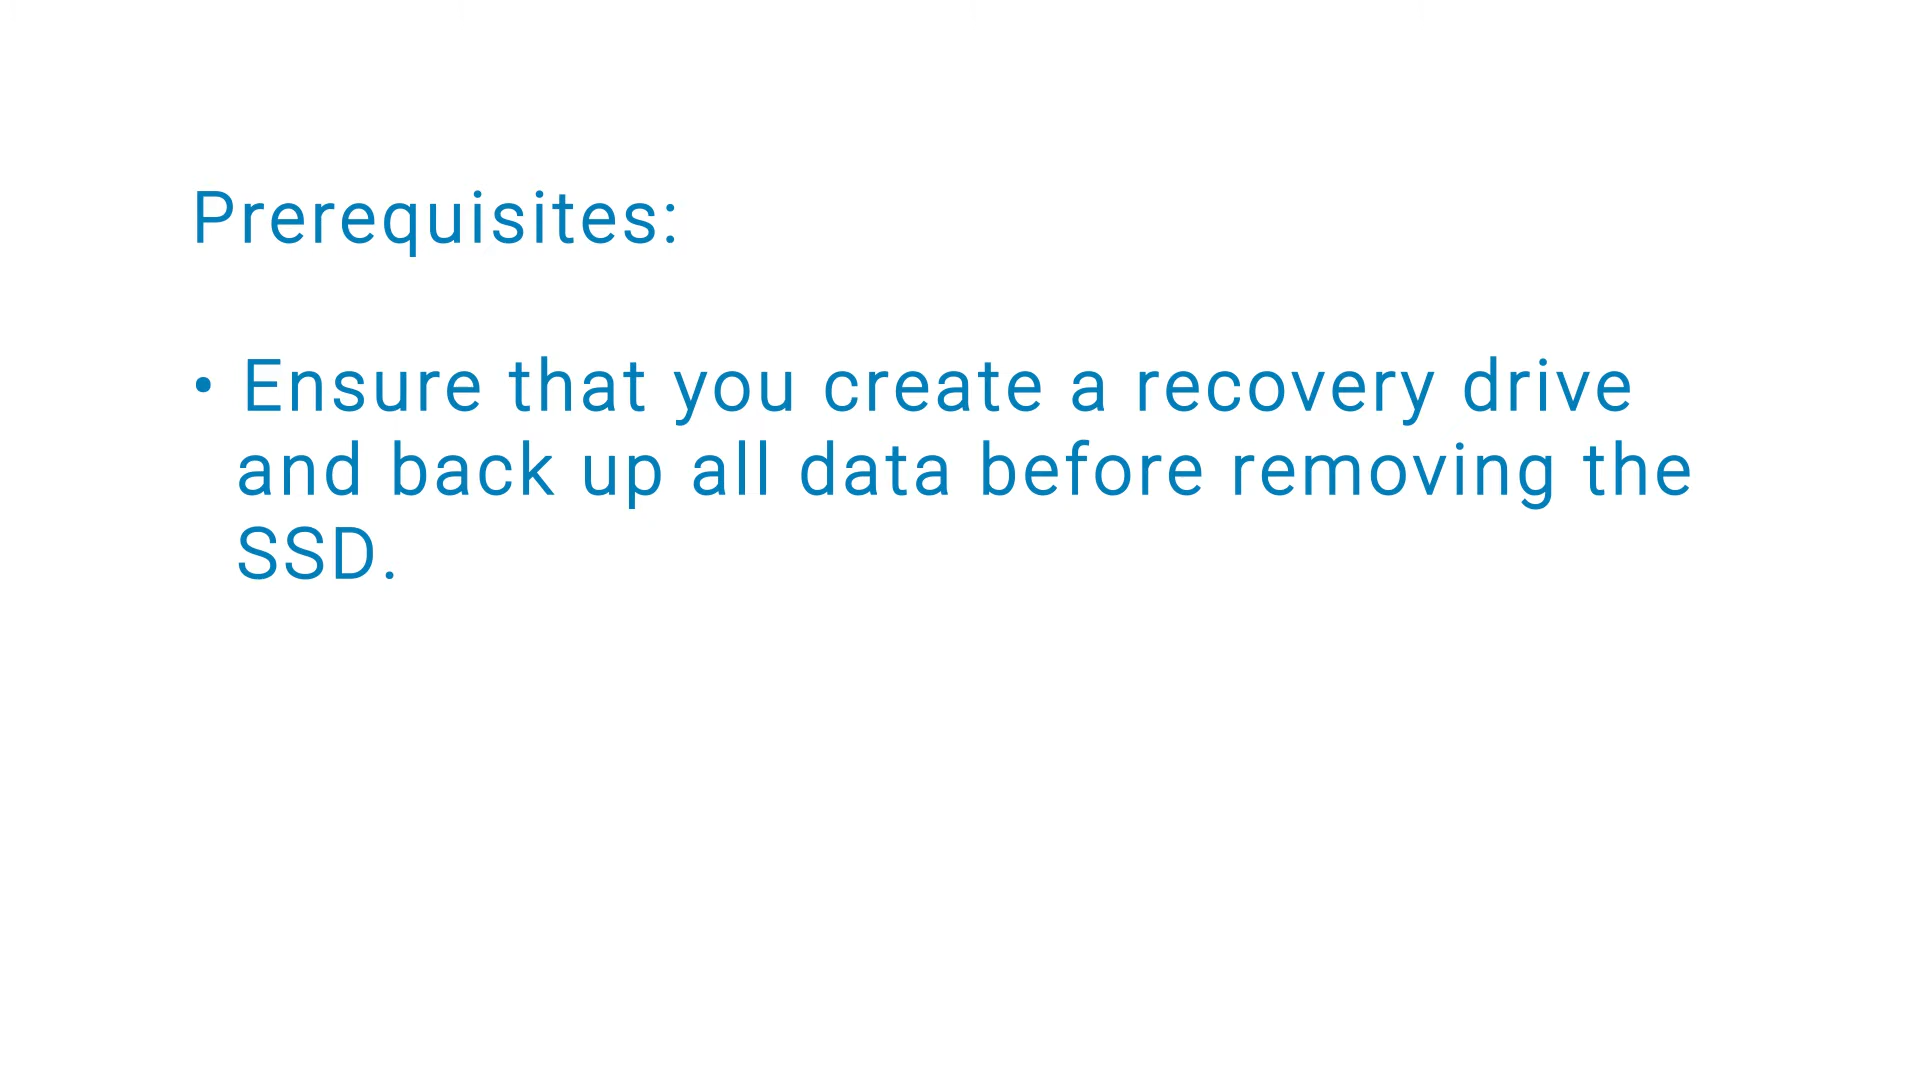 Prerequisites:
• Ensure that you create a recovery drive
and back up all data before removing the
SSD.